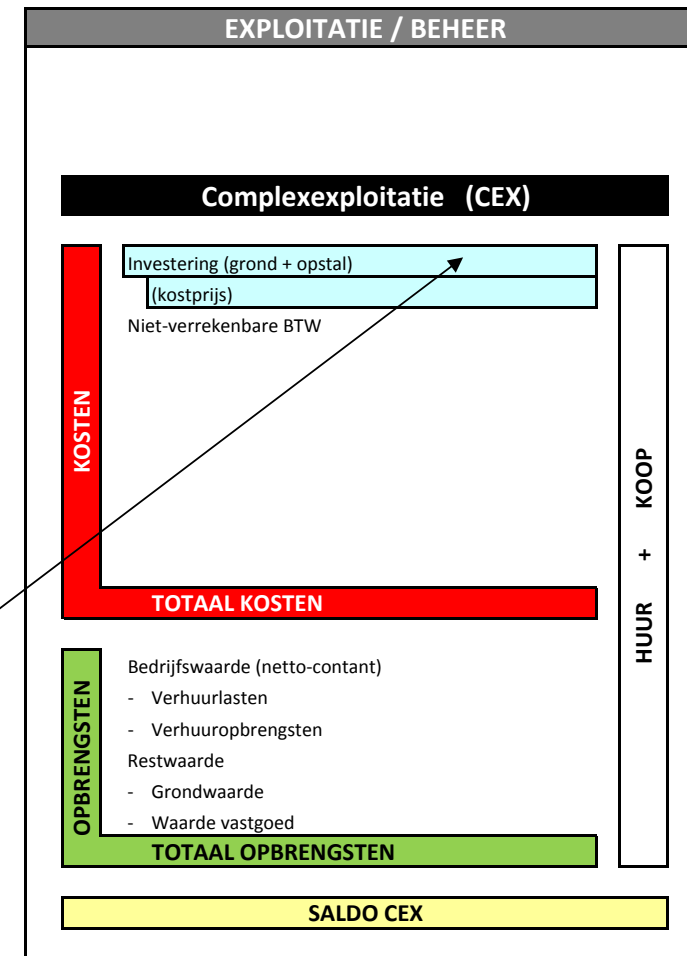 EXPLOITATIE / BEHEER
Complexexploitatie (CEX)
KOSTEN
Investering (grond + opstal)
(kostprijs)
Niet-verrekenbare BTW
TOTAAL KOSTEN
HUUR + KOOP
OPBRENGSTEN
Bedrijfswaarde (netto-contant)
- Verhuurlasten
- Verhuuropbrengsten
Restwaarde
- Grondwaarde
- Waarde vastgoed
TOTAAL OPBRENGSTEN
SALDO CEX